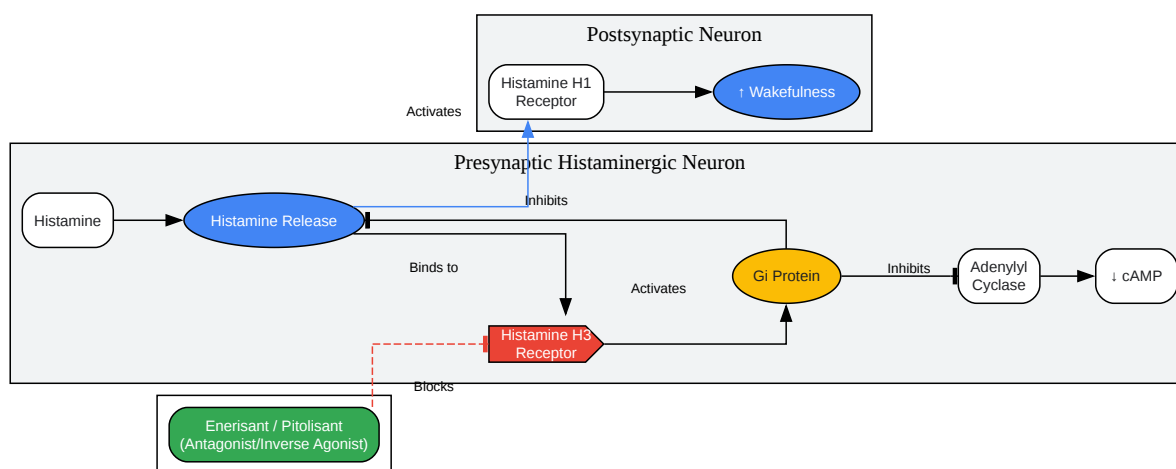 Postsynaptic Neuron
Histamine H1
Receptor
↑ Wakefulness
Activates
Presynaptic Histaminergic Neuron
Histamine
Histamine Release
Inhibits
Binds to
Activates
Gi Protein
Inhibits
Adenylyl
Cyclase
↓ cAMP
Histamine H3
Receptor
Blocks
Enerisant / Pitolisant
(Antagonist/Inverse Agonist)